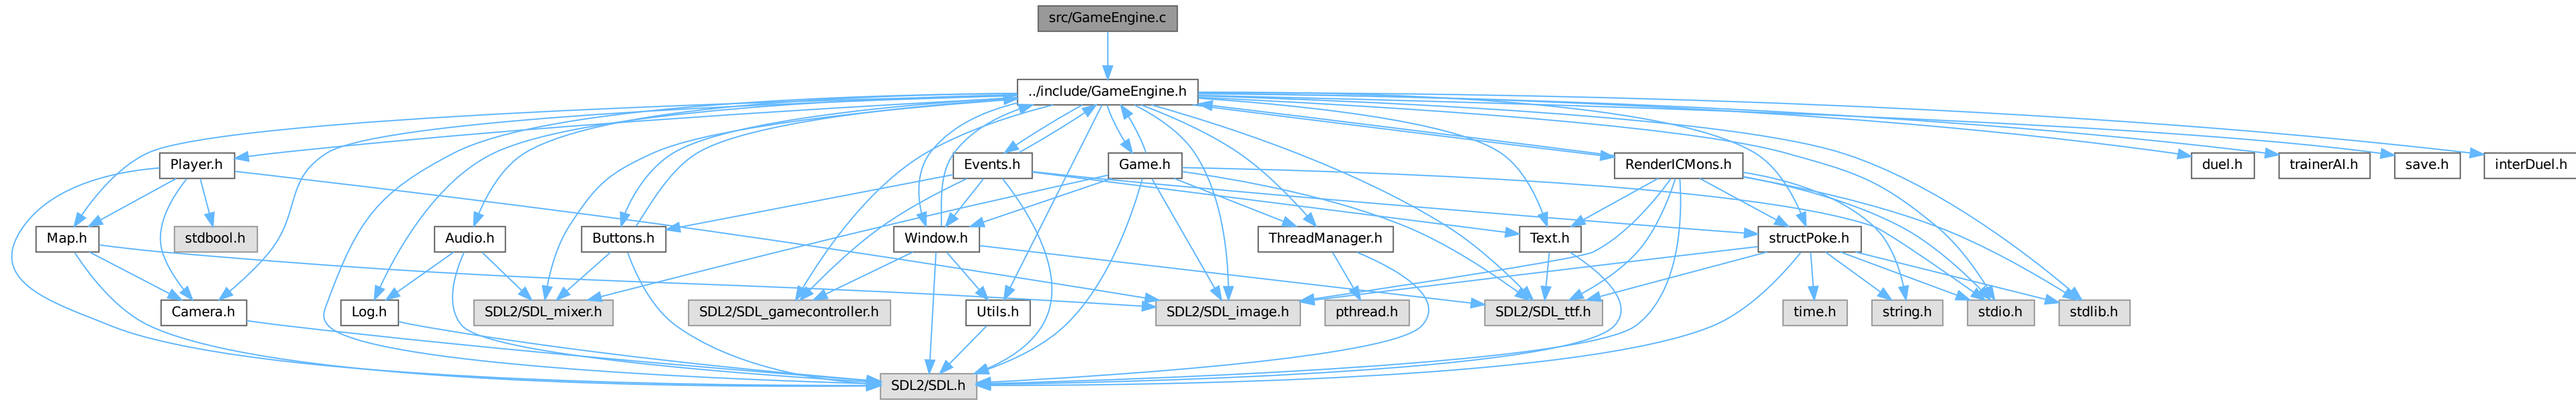 src/GameEngine.c
../include/GameEngine.h
Player.h
Events.h
Game.h
RenderICMons.h
duel.h
trainerAI.h
save.h
interDuel.h
Map.h
stdbool.h
Audio.h
Buttons.h
Window.h
ThreadManager.h
Text.h
structPoke.h
Camera.h
Log.h
SDL2/SDL_mixer.h
SDL2/SDL_gamecontroller.h
Utils.h
SDL2/SDL_image.h
pthread.h
SDL2/SDL_ttf.h
time.h
string.h
stdio.h
stdlib.h
SDL2/SDL.h